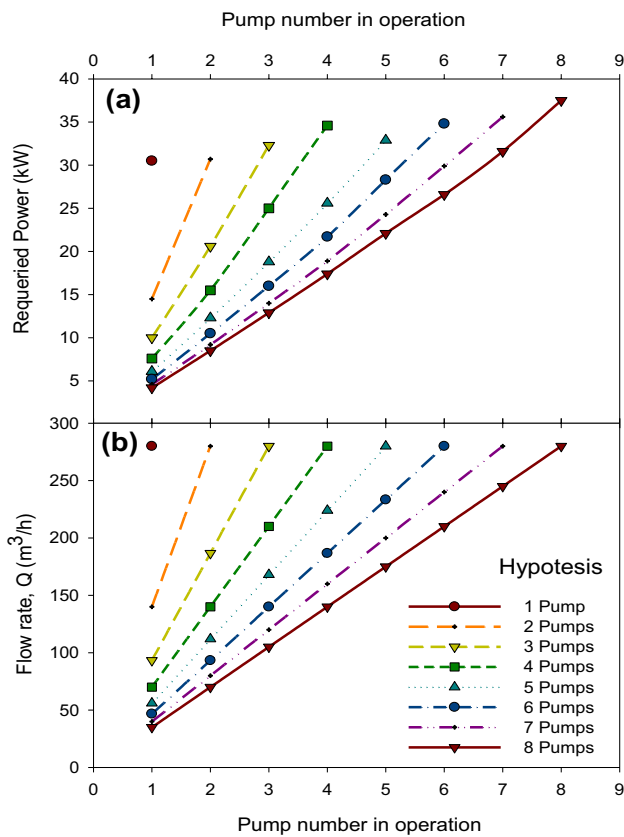 Pump number in operation
0 1 2 3 4 5 6 7 8 9
(a)
40
35
30
25
20
15
10
5
Requeried Power (kW)
300
(b)
250
200
150
100
50
0
Flow rate, Q (m³/h)
Hypotesis
1 Pump
2 Pumps
3 Pumps
4 Pumps
5 Pumps
6 Pumps
7 Pumps
8 Pumps
0 1 2 3 4 5 6 7 8 9
Pump number in operation